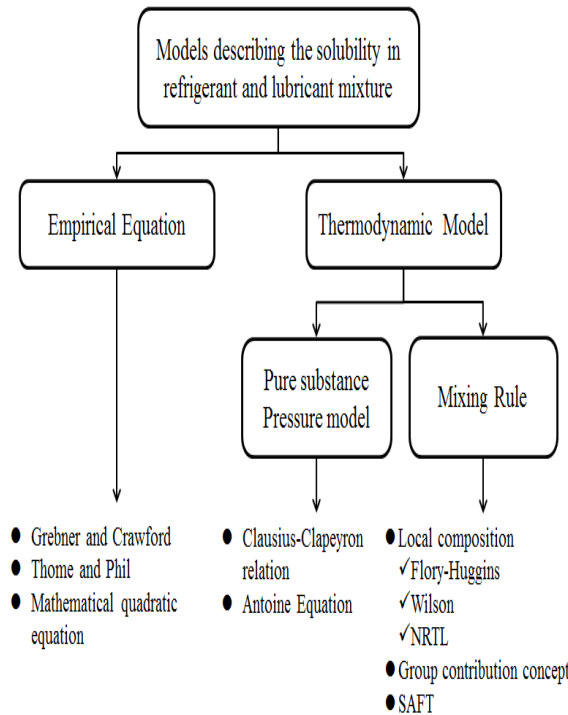 Models describing the solubility in
refrigerant and lubricant mixture
Empirical Equation
Thermodynamic Model
Pure substance
Pressure model
Mixing Rule
● Grebner and Crawford
● Thome and Phil
● Mathematical quadratic
equation
● Clausius-Clapeyron
relation
● Antoine Equation
● Local composition
✓Flory-Huggins
✓Wilson
✓NRTL
● Group contribution concept
● SAFT